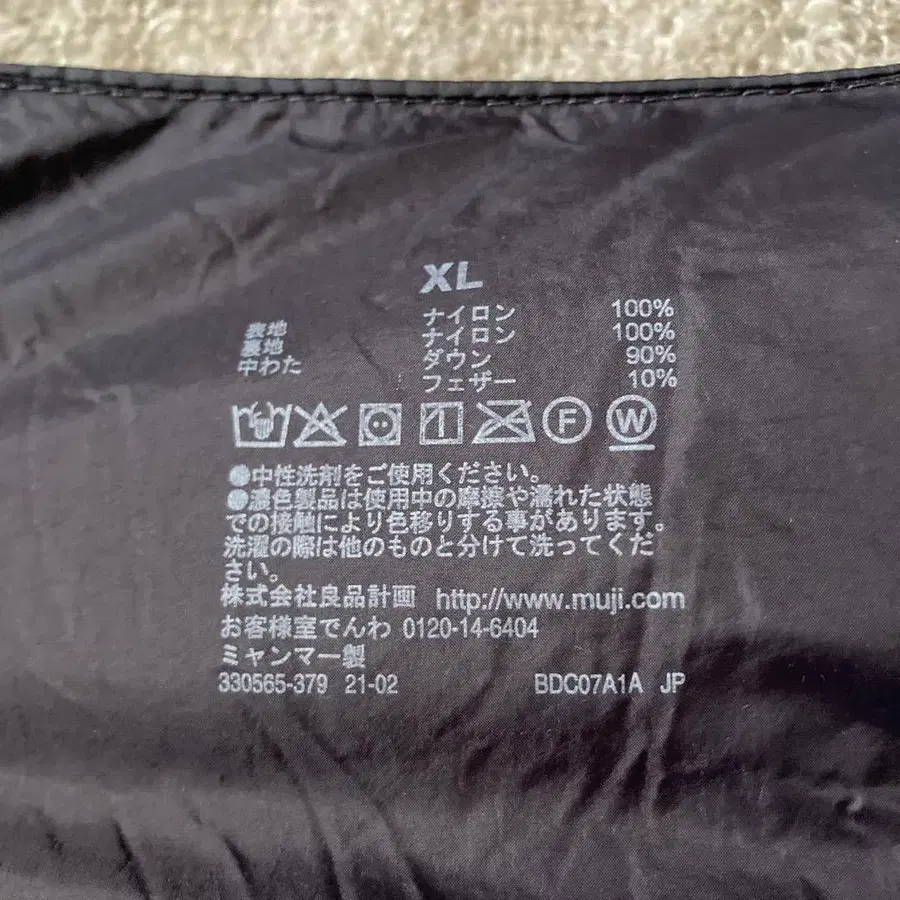 XL
表地 ナイロン 100%
裏地 ナイロン 100%
中わた ダウン 90%
フェザー 10%
F W
●中性洗剤をご使用ください。
●濃色製品は使用中の摩擦や濡れた状態
での接触により色移りする事があります。
洗濯の際は他のものと分けて洗ってくだ
さい。
株式会社良品計画 http://www.muji.com
お客様室でんわ 0120-14-6404
ミャンマー製
330565-379 21-02 BDC07A1A JP